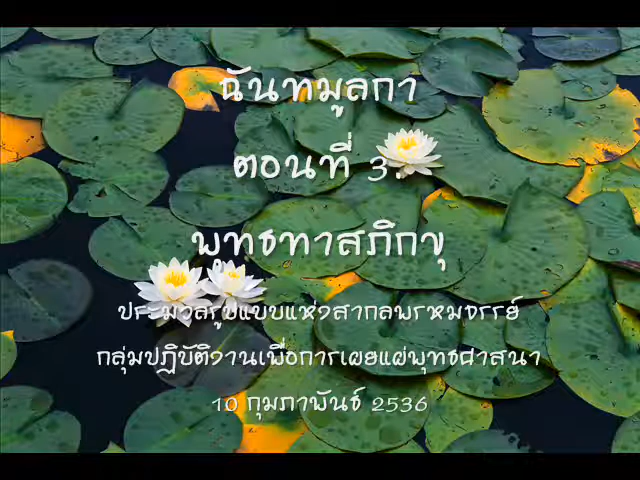 ฉันทมูลกา
ตอนที่ 3
พุทธทาสภิกขุ
ประมวลรูปแบบแห่งสากลพรหมจรรย์
กลุ่มปฏิบัติงานเพื่อการเผยแผ่พุทธศาสนา
10 กุมภาพันธ์ 2536